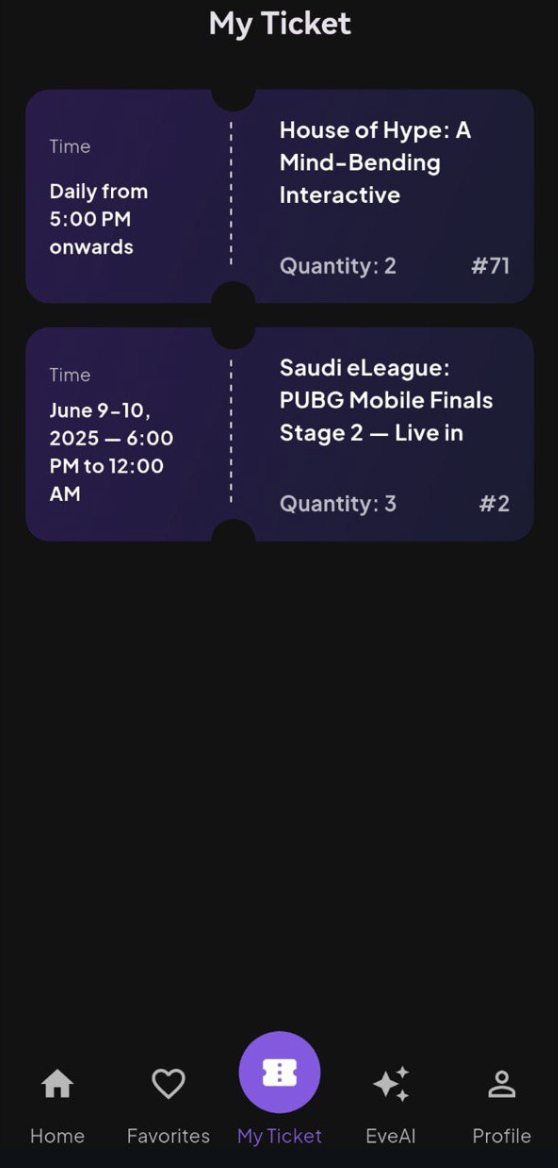 My Ticket
Time
Daily from
5:00 PM
onwards
House of Hype: A
Mind-Bending
Interactive
Quantity: 2
#71
Time
June 9-10,
2025 — 6:00
PM to 12:00
AM
Saudi eLeague:
PUBG Mobile Finals
Stage 2 — Live in
Quantity: 3
#2
Home
Favorites
My Ticket
EveAI
Profile